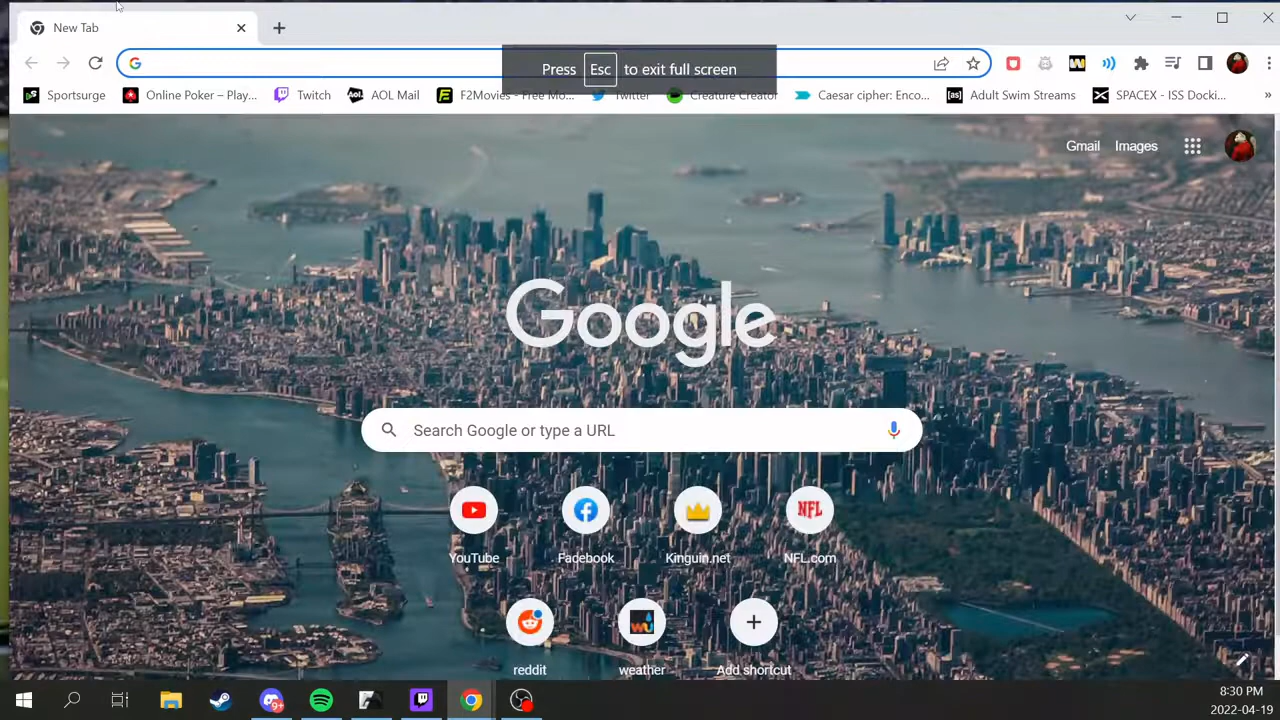 New Tab
Press Esc to exit full screen
Sportsurge
Online Poker – Play...
Twitch
AOL Mail
F2Movies - Free Mo...
Twitter
Creature Creator
Caesar cipher: Enco...
Adult Swim Streams
SPACEX - ISS Docki...
»
Gmail
Images
Google
Search Google or type a URL
YouTube
Facebook
Kinguin.net
NFL
NFL.com
reddit
weather
Add shortcut
9+
8:30 PM
2022-04-19